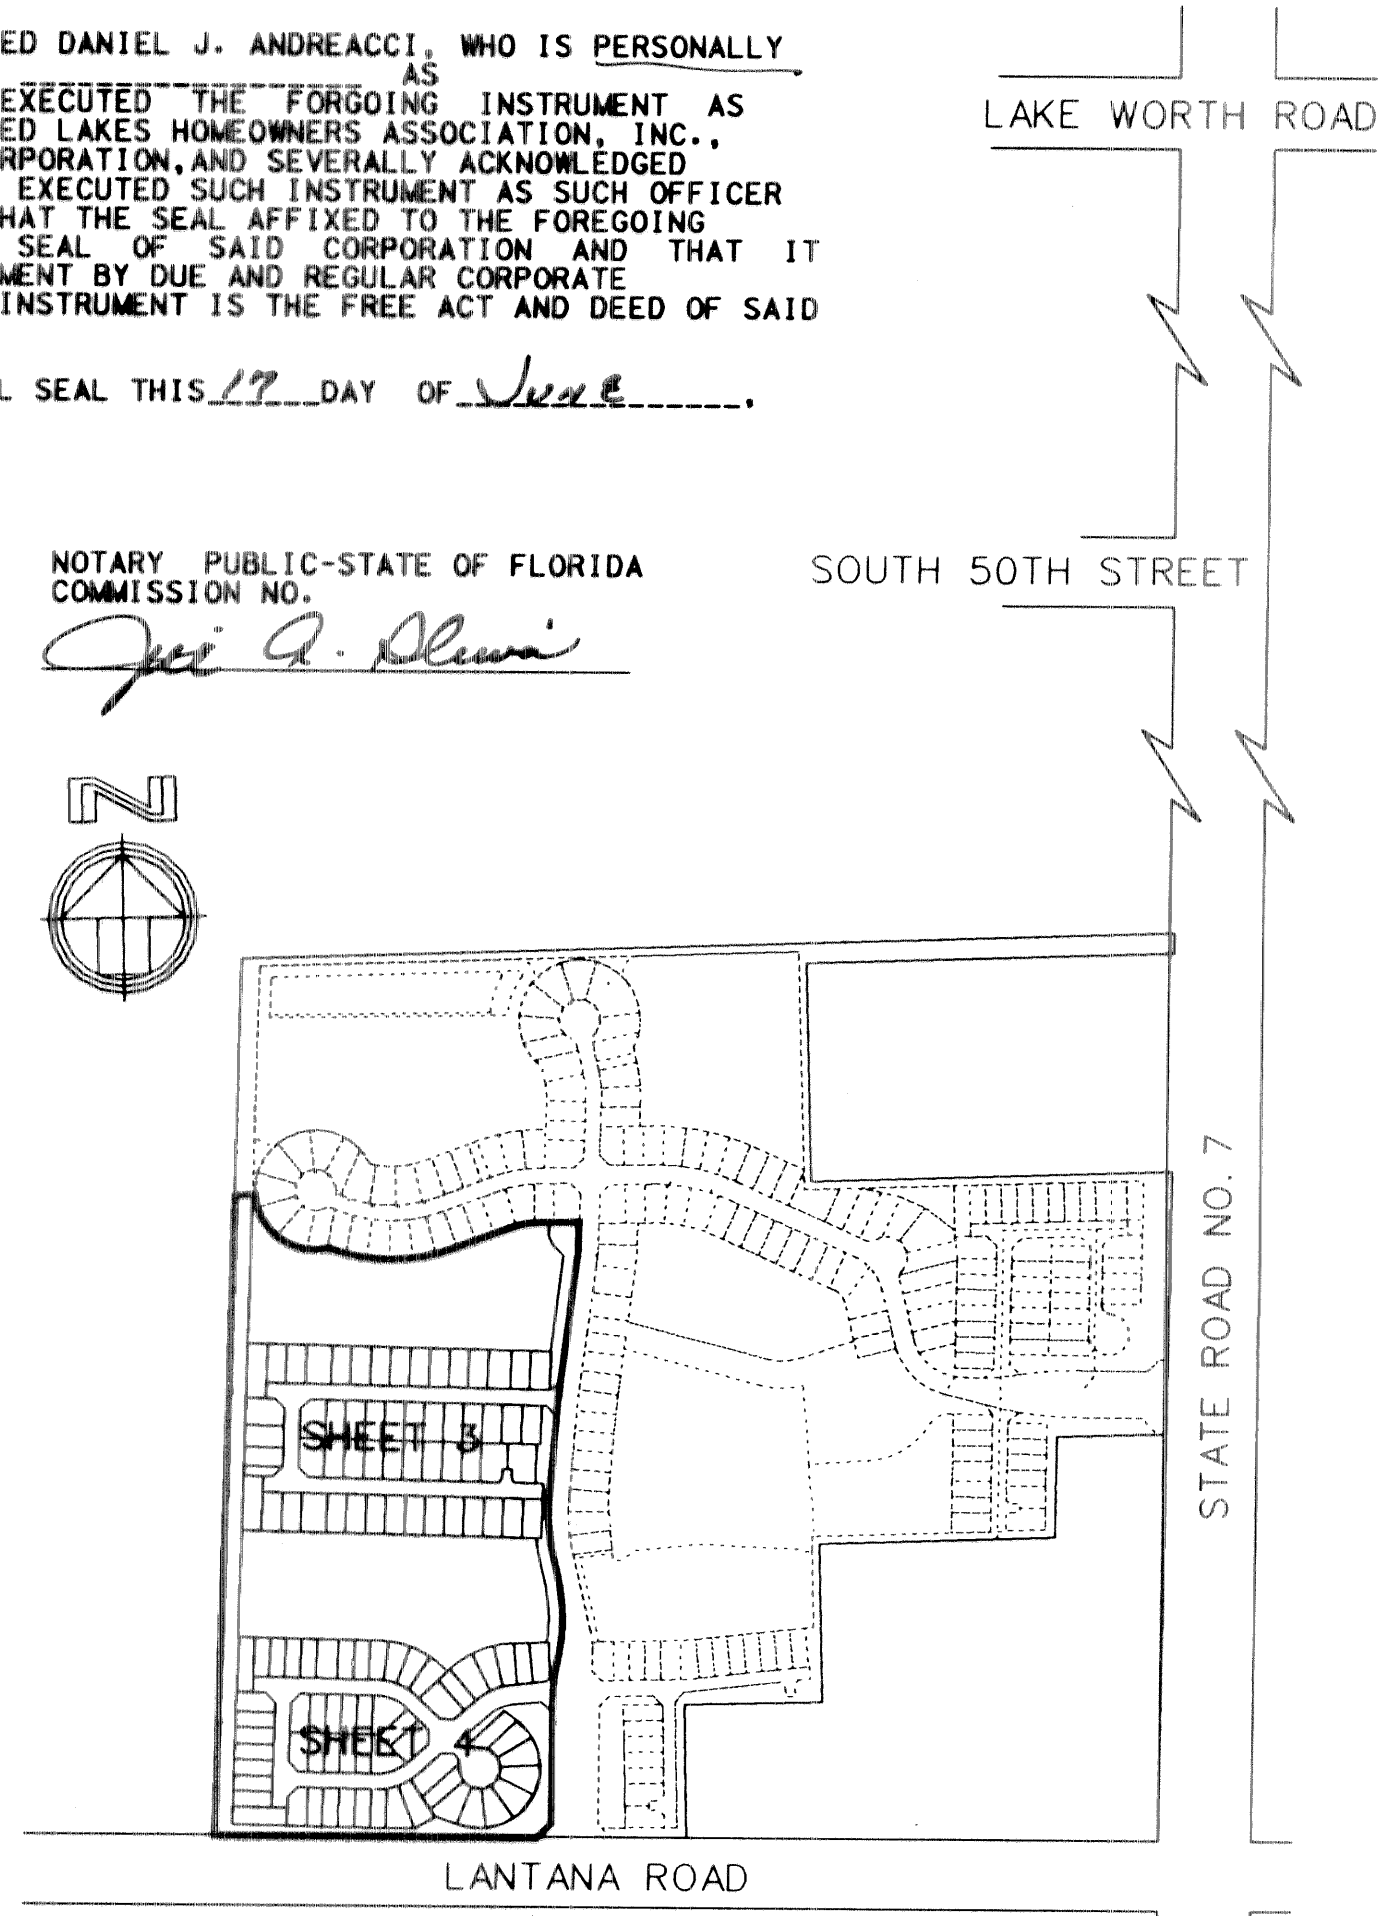 ED DANIEL J. ANDREACCI, WHO IS PERSONALLY
AS
EXECUTED THE FORGOING INSTRUMENT AS
ED LAKES HOMEOWNERS ASSOCIATION, INC.,
RPORATION, AND SEVERALLY ACKNOWLEDGED
EXECUTED SUCH INSTRUMENT AS SUCH OFFICER
HAT THE SEAL AFFIXED TO THE FOREGOING
SEAL OF SAID CORPORATION AND THAT IT
MENT BY DUE AND REGULAR CORPORATE
INSTRUMENT IS THE FREE ACT AND DEED OF SAID
L SEAL THIS 17 DAY OF June.
NOTARY PUBLIC-STATE OF FLORIDA
COMMISSION NO.
LAKE WORTH ROAD
SOUTH 50TH STREET
N
STATE ROAD NO. 7
SHEET 3
SHEET 4
LANTANA ROAD